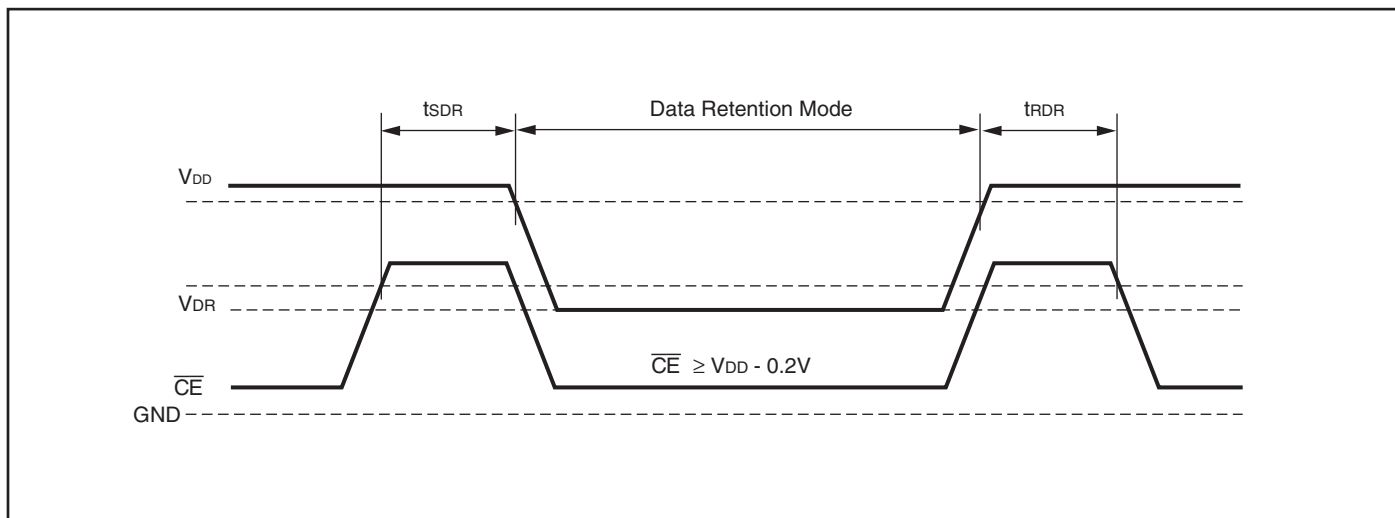 tSDR Data Retention Mode tRDR
VDD
VDR
CE ≥ VDD - 0.2V
CE
GND